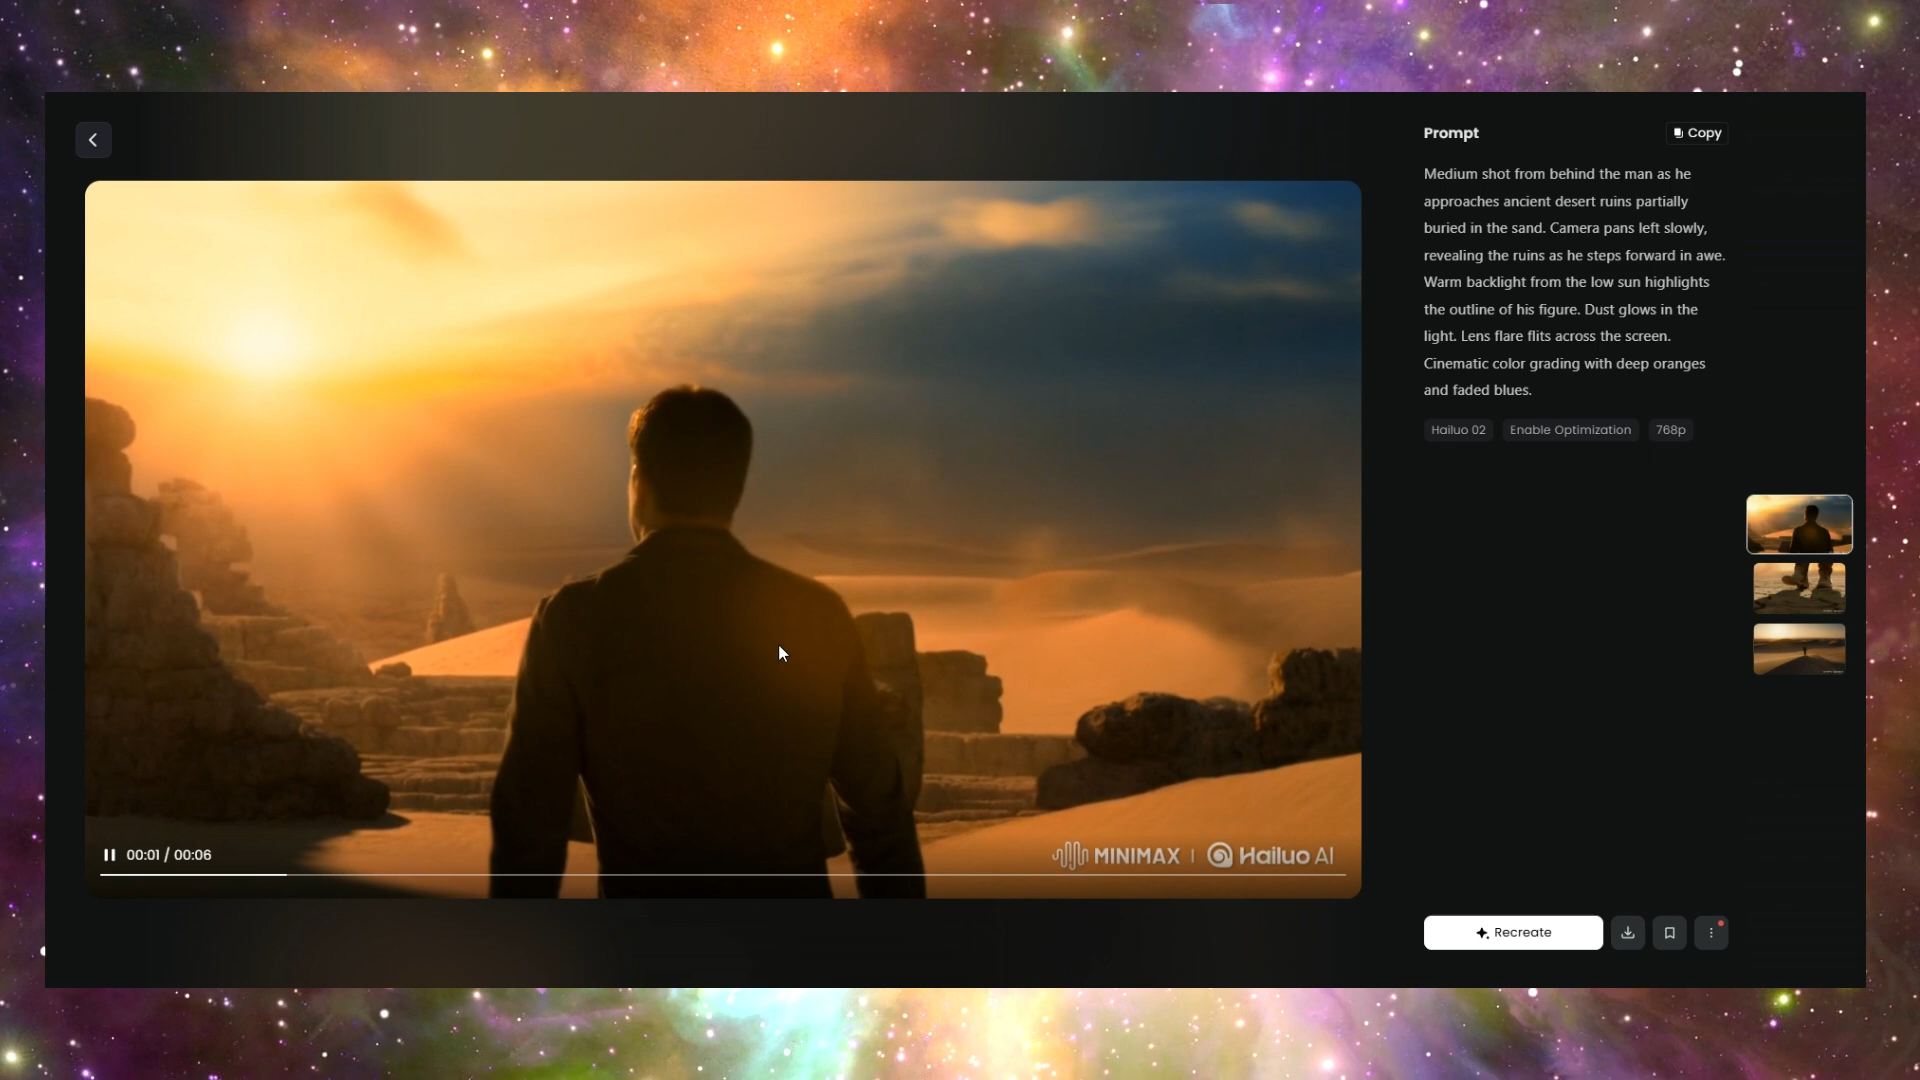 Prompt
Copy
Medium shot from behind the man as he
approaches ancient desert ruins partially
buried in the sand. Camera pans left slowly,
revealing the ruins as he steps forward in awe.
Warm backlight from the low sun highlights
the outline of his figure. Dust glows in the
light. Lens flare flits across the screen.
Cinematic color grading with deep oranges
and faded blues.
Hailuo 02 Enable Optimization 768p
00:01 / 00:06
MINIMAX | Hailuo AI
Recreate